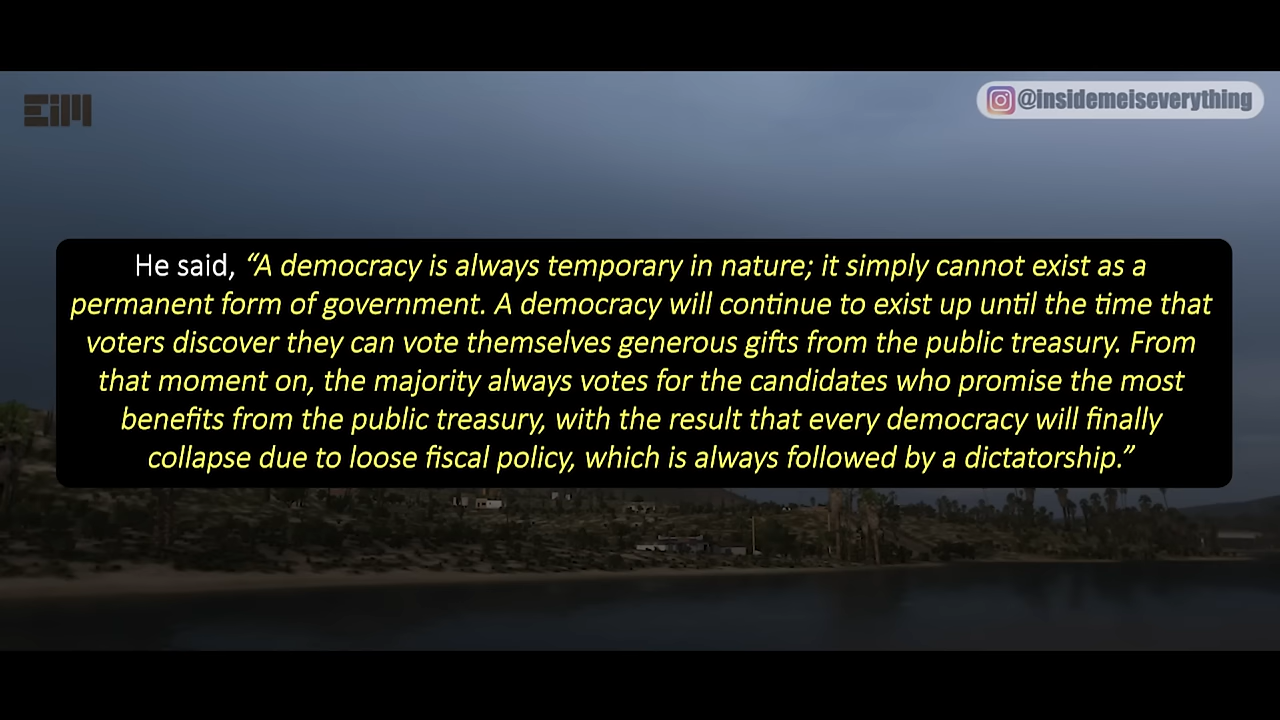 EiM
@insidemeiseverything
He said, “A democracy is always temporary in nature; it simply cannot exist as a
permanent form of government. A democracy will continue to exist up until the time that
voters discover they can vote themselves generous gifts from the public treasury. From
that moment on, the majority always votes for the candidates who promise the most
benefits from the public treasury, with the result that every democracy will finally
collapse due to loose fiscal policy, which is always followed by a dictatorship.”